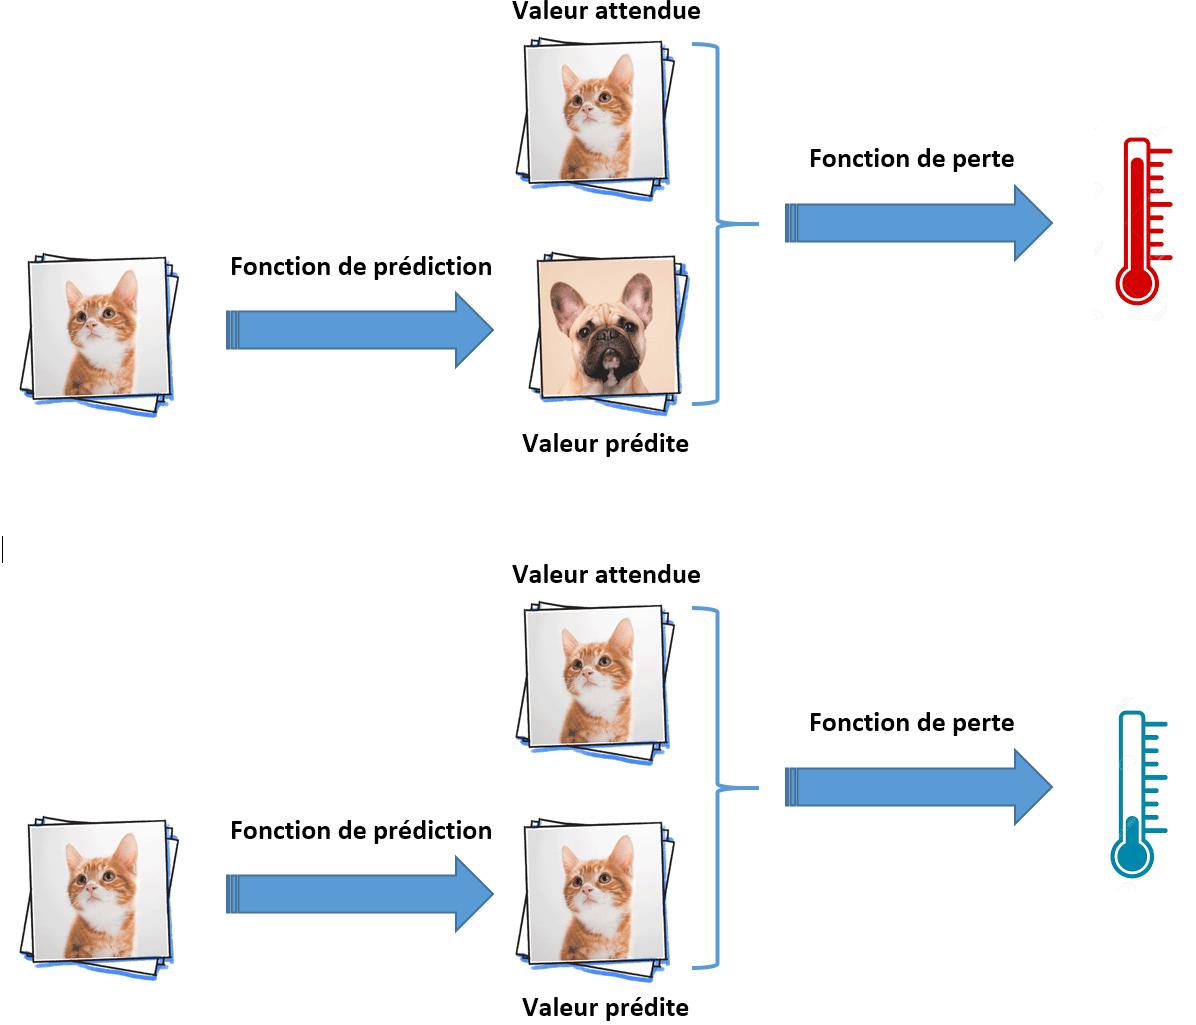 Valeur attendue
Fonction de perte
Fonction de prédiction
Valeur prédite
Valeur attendue
Fonction de perte
Fonction de prédiction
Valeur prédite